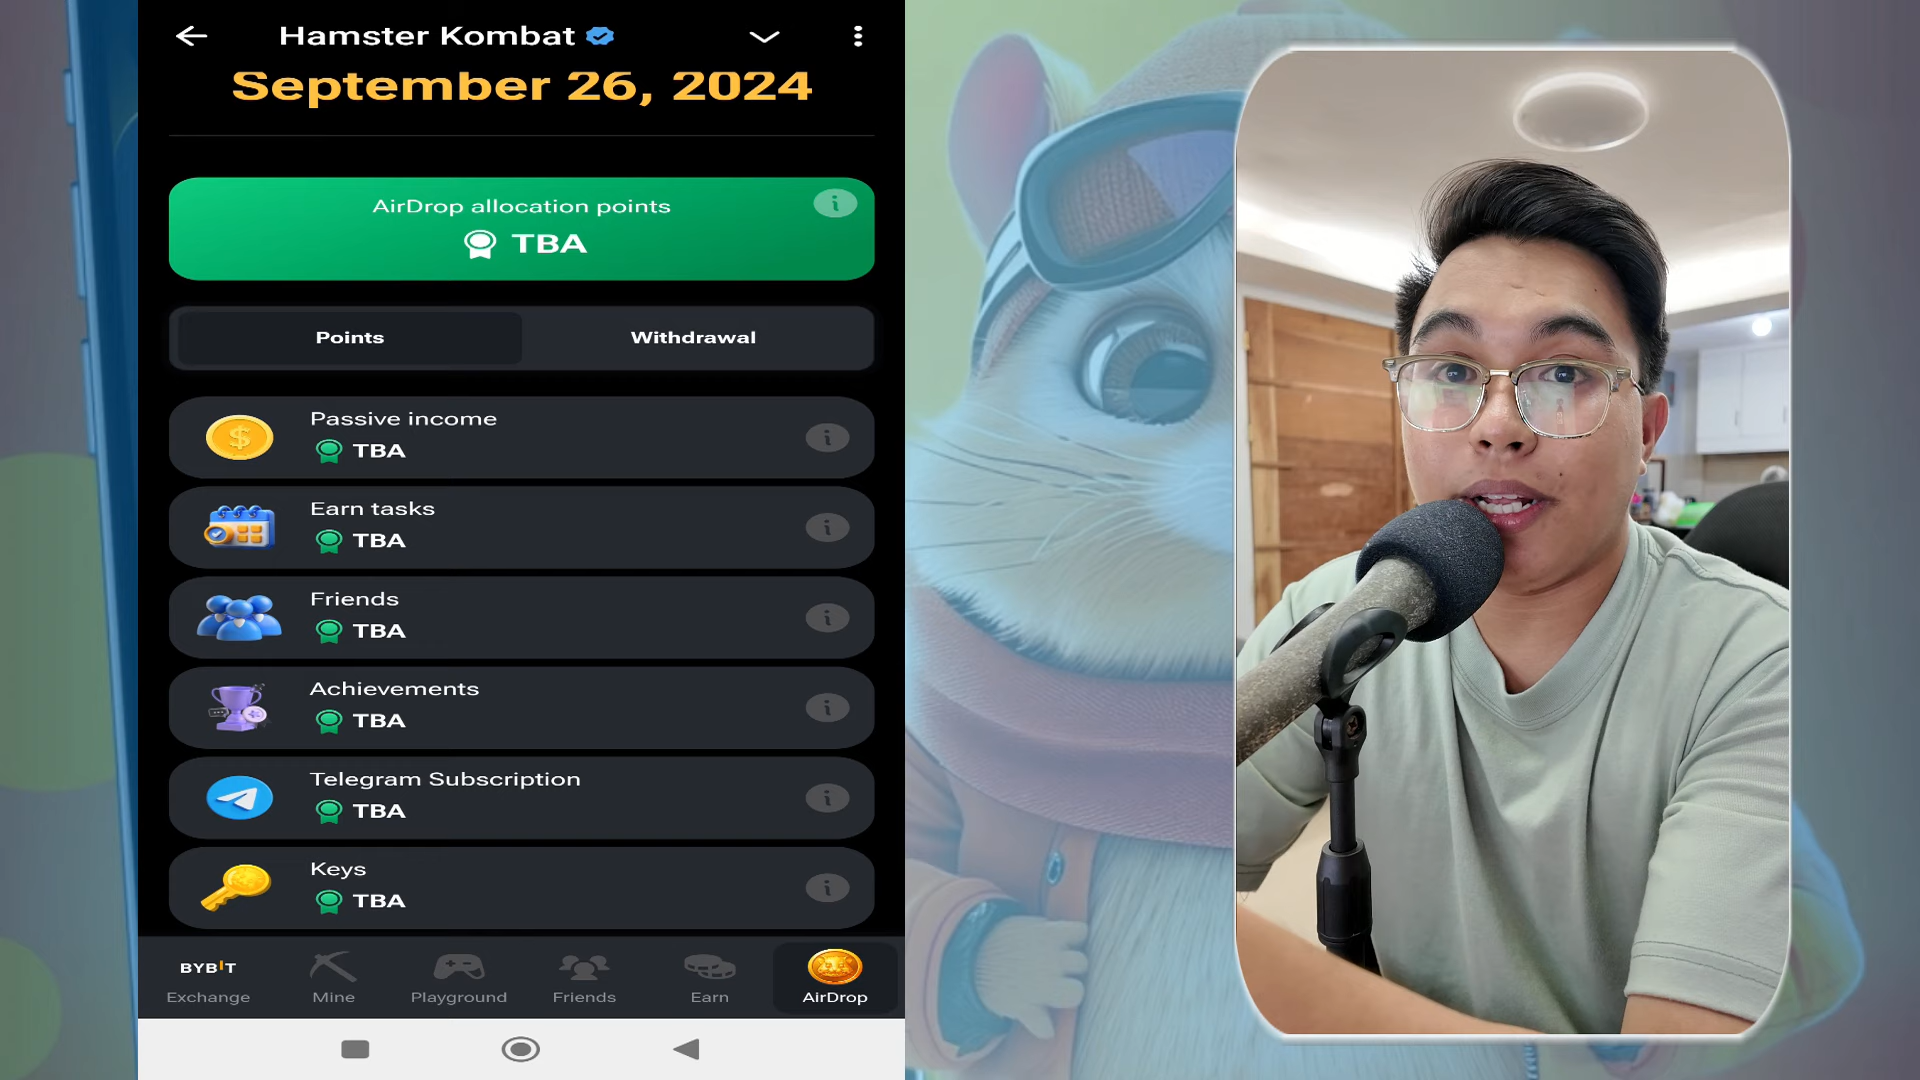 Hamster Kombat
September 26, 2024
AirDrop allocation points
TBA
Points
Withdrawal
Passive income
TBA
Earn tasks
TBA
Friends
TBA
Achievements
TBA
Telegram Subscription
TBA
Keys
TBA
BYBIT
Exchange
Mine
Playground
Friends
Earn
AirDrop